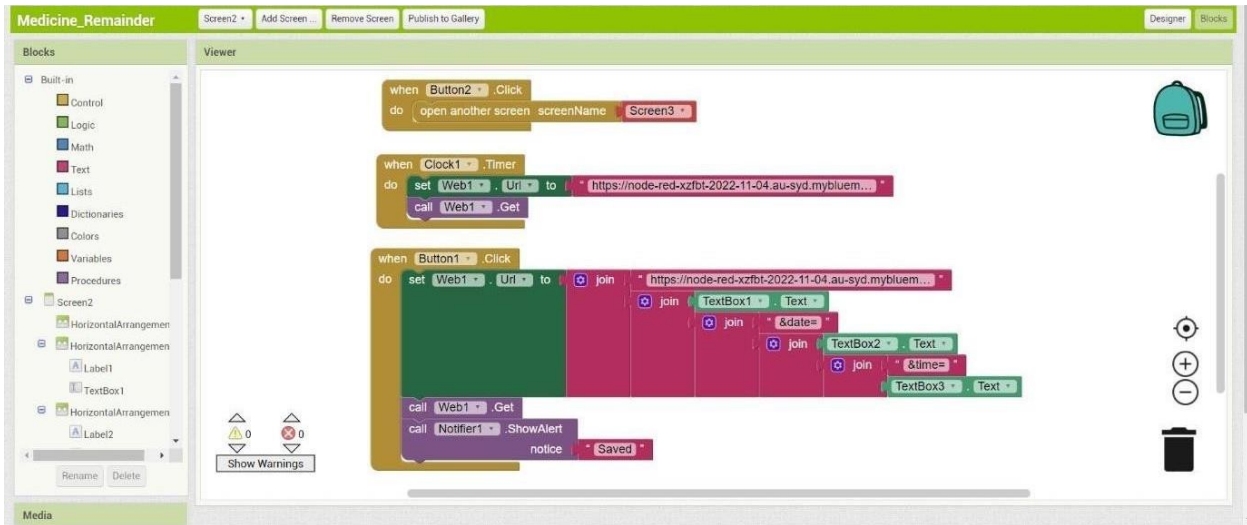 Medicine_Remainder
Screen2
Add Screen ...
Remove Screen
Publish to Gallery
Designer
Blocks
Blocks
Viewer
Built-in
Control
Logic
Math
Text
Lists
Dictionaries
Colors
Variables
Procedures
Screen2
HorizontalArrangemen
HorizontalArrangemen
Label1
TextBox1
HorizontalArrangemen
Label2
Rename
Delete
Media
when Button2 .Click
do open another screen screenName Screen3
when Clock1 .Timer
do set Web1 . Url to " https://node-red-xzfbt-2022-11-04.au-syd.mybluem... "
call Web1 .Get
when Button1 .Click
do set Web1 . Url to join " https://node-red-xzfbt-2022-11-04.au-syd.mybluem... "
join TextBox1 . Text
join " &date= "
join TextBox2 . Text
join " &time= "
TextBox3 . Text
call Web1 .Get
call Notifier1 .ShowAlert
notice " Saved "
0 0
Show Warnings